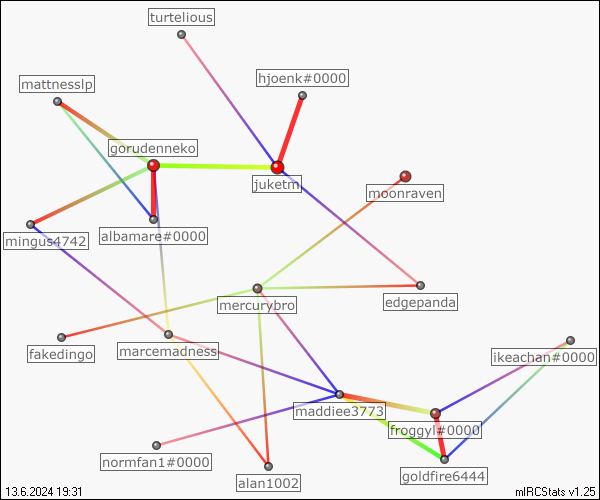 turtelious
hjoenk#0000
mattnesslp
gorudenneko
juketm
moonraven
mingus4742
albamare#0000
mercurybro
edgepanda
fakedingo
marcemadness
ikeachan#0000
maddiee3773
froggyl#0000
normfan1#0000
alan1002
goldfire6444
13.6.2024 19:31
mIRCStats v1.25